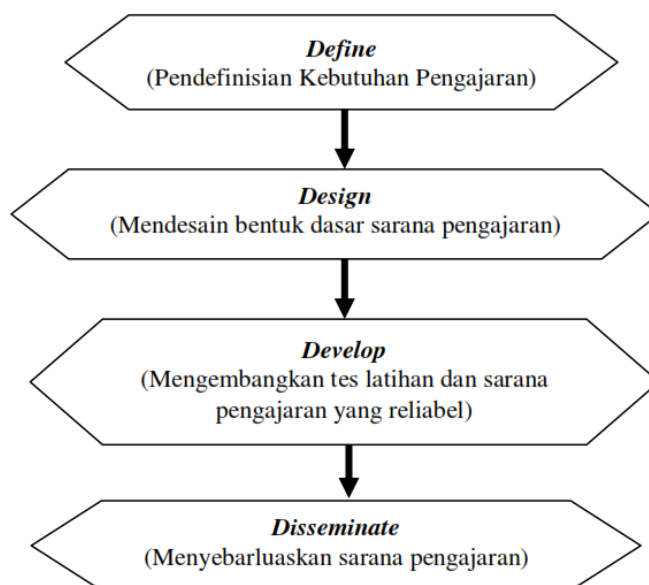 Define
(Pendefinisian Kebutuhan Pengajaran)
Design
(Mendesain bentuk dasar sarana pengajaran)
Develop
(Mengembangkan tes latihan dan sarana
pengajaran yang reliabel)
Disseminate
(Menyebarluaskan sarana pengajaran)